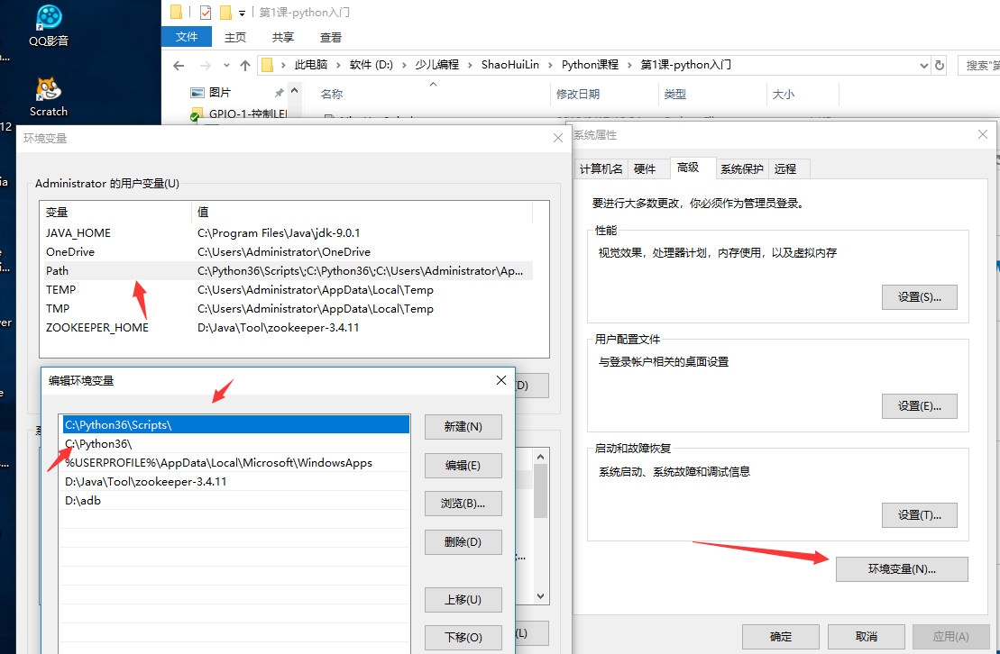 QQ影音
Scratch
第1课-python入门
文件 主页 共享 查看
此电脑 › 软件 (D:) › 少儿编程 › ShaoHuiLin › Python课程 › 第1课-python入门
搜索"第
图片
名称 修改日期 类型 大小
GPIO-1-控制LEI
12
ia
ver
环境变量
Administrator 的用户变量(U)
变量 值
JAVA_HOME C:\Program Files\Java\jdk-9.0.1
OneDrive C:\Users\Administrator\OneDrive
Path C:\Python36\Scripts\;C:\Python36\;C:\Users\Administrator\Ap...
TEMP C:\Users\Administrator\AppData\Local\Temp
TMP C:\Users\Administrator\AppData\Local\Temp
ZOOKEEPER_HOME D:\Java\Tool\zookeeper-3.4.11
D)
编辑环境变量
C:\Python36\Scripts\
C:\Python36\
%USERPROFILE%\AppData\Local\Microsoft\WindowsApps
D:\Java\Tool\zookeeper-3.4.11
D:\adb
新建(N)
编辑(E)
浏览(B)...
删除(D)
上移(U)
下移(O)
(L)
系统属性
计算机名 硬件 高级 系统保护 远程
要进行大多数更改，你必须作为管理员登录。
性能
视觉效果，处理器计划，内存使用，以及虚拟内存
设置(S)...
用户配置文件
与登录帐户相关的桌面设置
设置(E)...
启动和故障恢复
系统启动、系统故障和调试信息
设置(T)...
环境变量(N)...
确定 取消 应用(A)